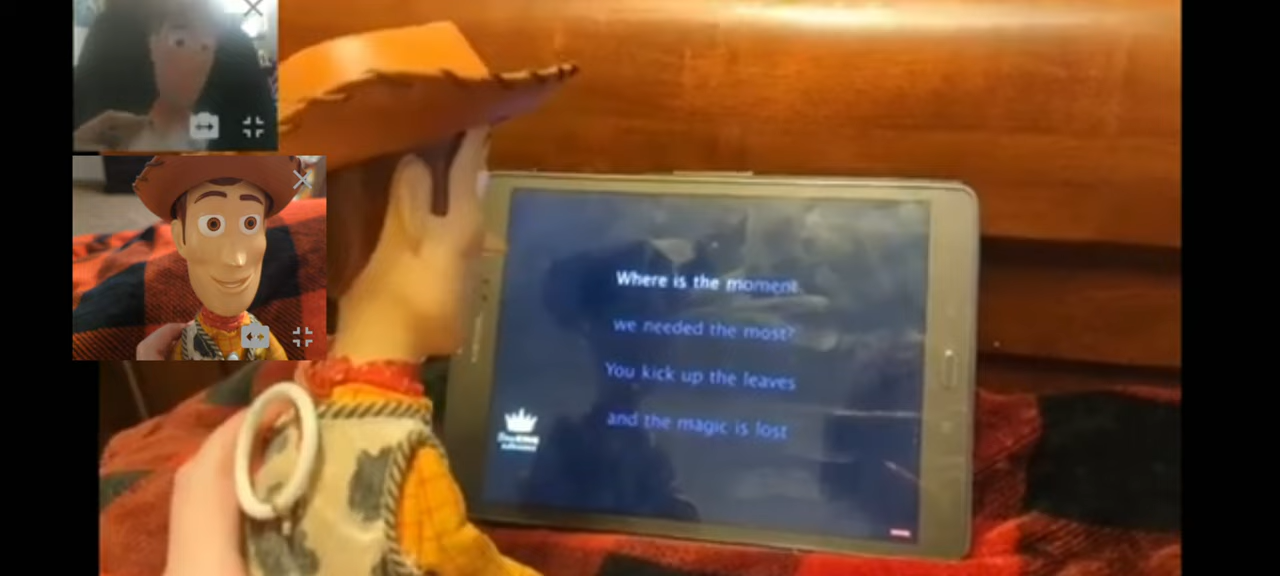 Where is the moment
we needed the most?
You kick up the leaves
and the magic is lost